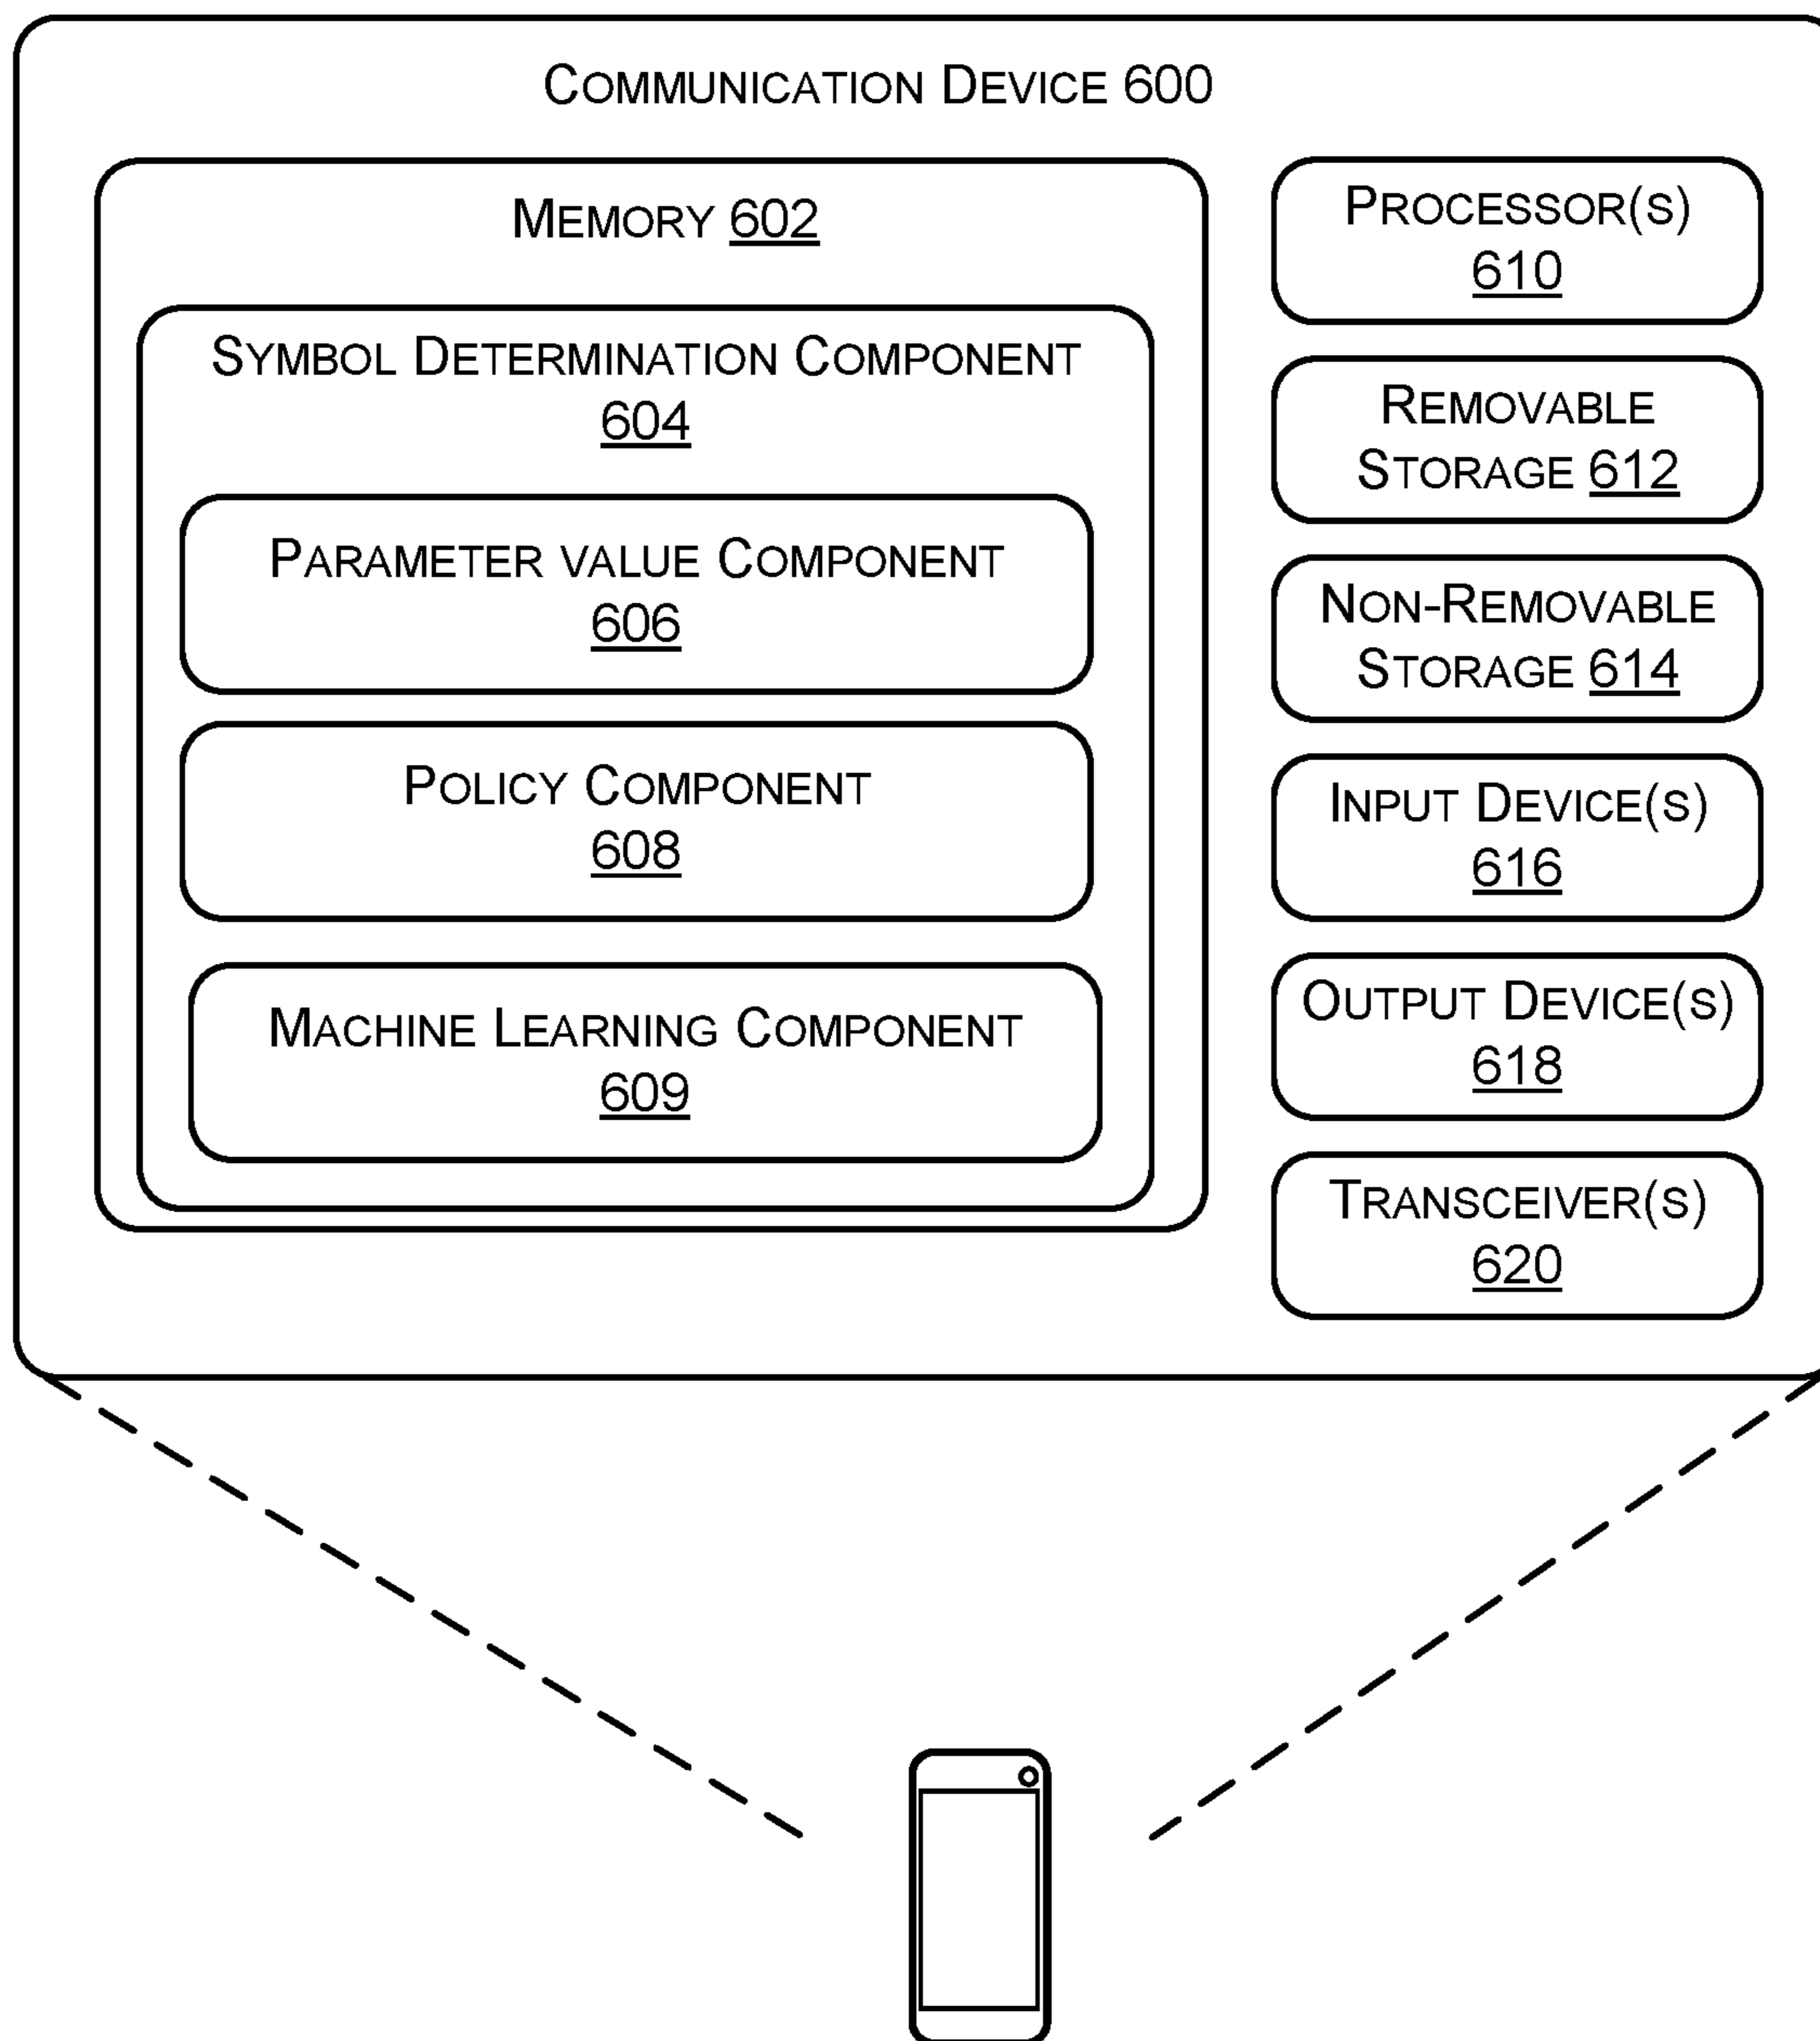 COMMUNICATION DEVICE 600
MEMORY 602
SYMBOL DETERMINATION COMPONENT
604
PARAMETER VALUE COMPONENT
606
POLICY COMPONENT
608
MACHINE LEARNING COMPONENT
609
PROCESSOR(S)
610
REMOVABLE
STORAGE 612
NON-REMOVABLE
STORAGE 614
INPUT DEVICE(S)
616
OUTPUT DEVICE(S)
618
TRANSCEIVER(S)
620